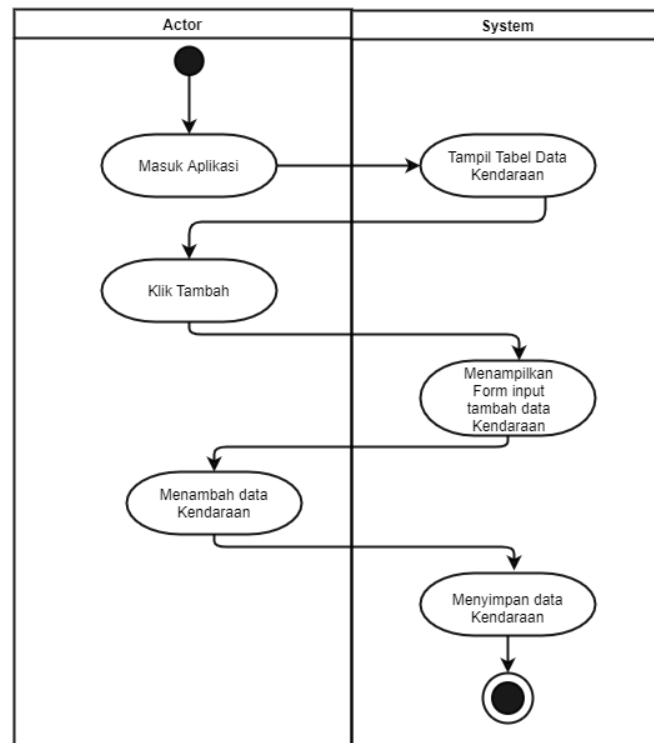 Actor
System
Masuk Aplikasi
Tampil Tabel Data
Kendaraan
Klik Tambah
Menampilkan
Form input
tambah data
Kendaraan
Menambah data
Kendaraan
Menyimpan data
Kendaraan